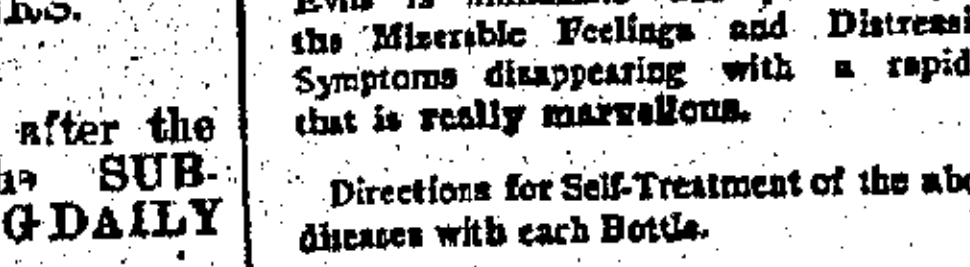 after the
SUB-
G DAILY
the Miserable Feelings and Distressi
Symptoms disappearing with a rapid
that is really marvellous.
Directions for Self-Treatment of the abo
diseases with each Bottle.